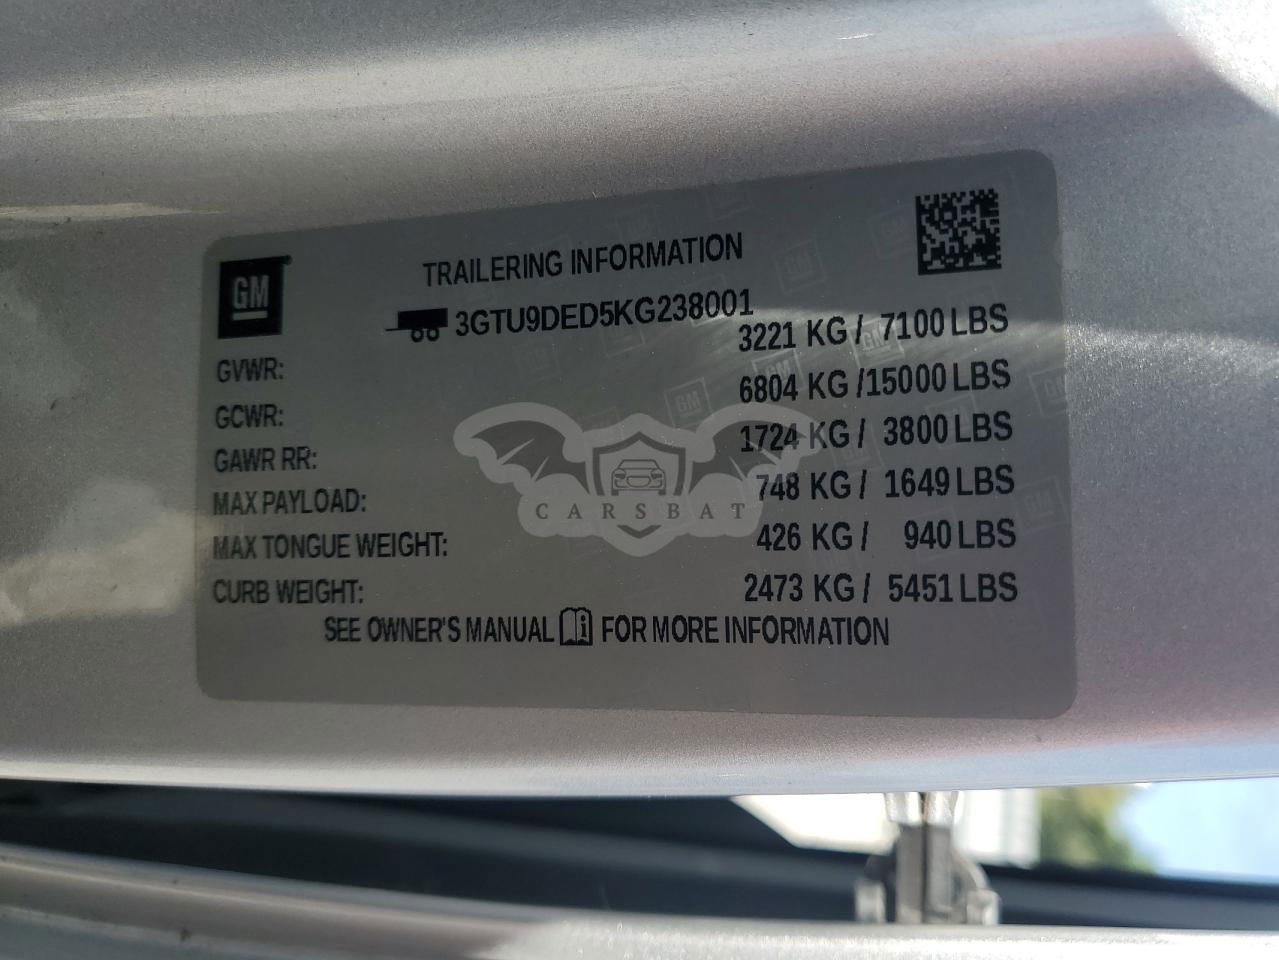 GM
TRAILERING INFORMATION
3GTU9DED5KG238001
GVWR: 3221 KG / 7100 LBS
GCWR: 6804 KG /15000 LBS
GAWR RR: 1724 KG / 3800 LBS
MAX PAYLOAD: 748 KG / 1649 LBS
MAX TONGUE WEIGHT: 426 KG / 940 LBS
CURB WEIGHT: 2473 KG / 5451 LBS
SEE OWNER'S MANUAL FOR MORE INFORMATION
CARSBAT